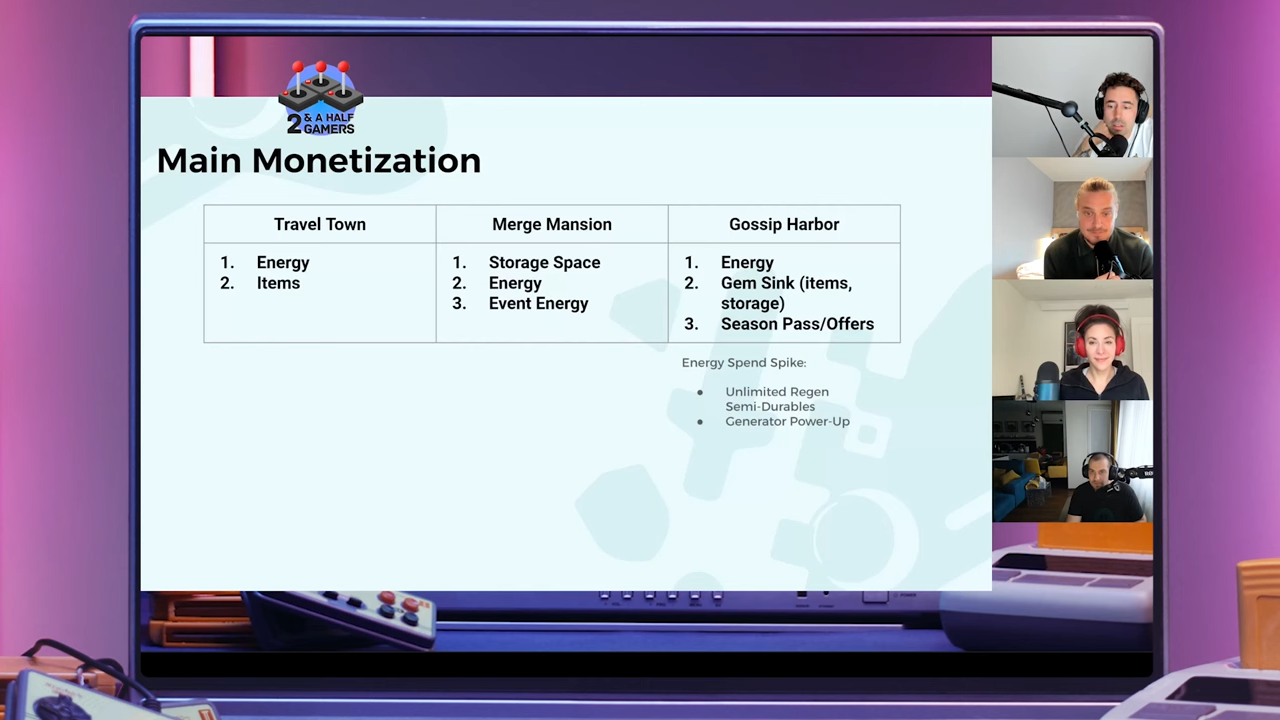 2 & A HALF
GAMERS
Main Monetization
Travel Town
Merge Mansion
Gossip Harbor
1. Energy
2. Items
1. Storage Space
2. Energy
3. Event Energy
1. Energy
2. Gem Sink (items,
storage)
3. Season Pass/Offers
Energy Spend Spike:
● Unlimited Regen
Semi-Durables
● Generator Power-Up
POWER